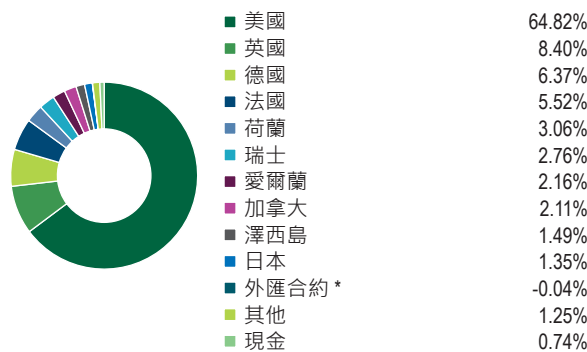 美國 64.82%
英國 8.40%
德國 6.37%
法國 5.52%
荷蘭 3.06%
瑞士 2.76%
愛爾蘭 2.16%
加拿大 2.11%
澤西島 1.49%
日本 1.35%
外匯合約 * -0.04%
其他 1.25%
現金 0.74%